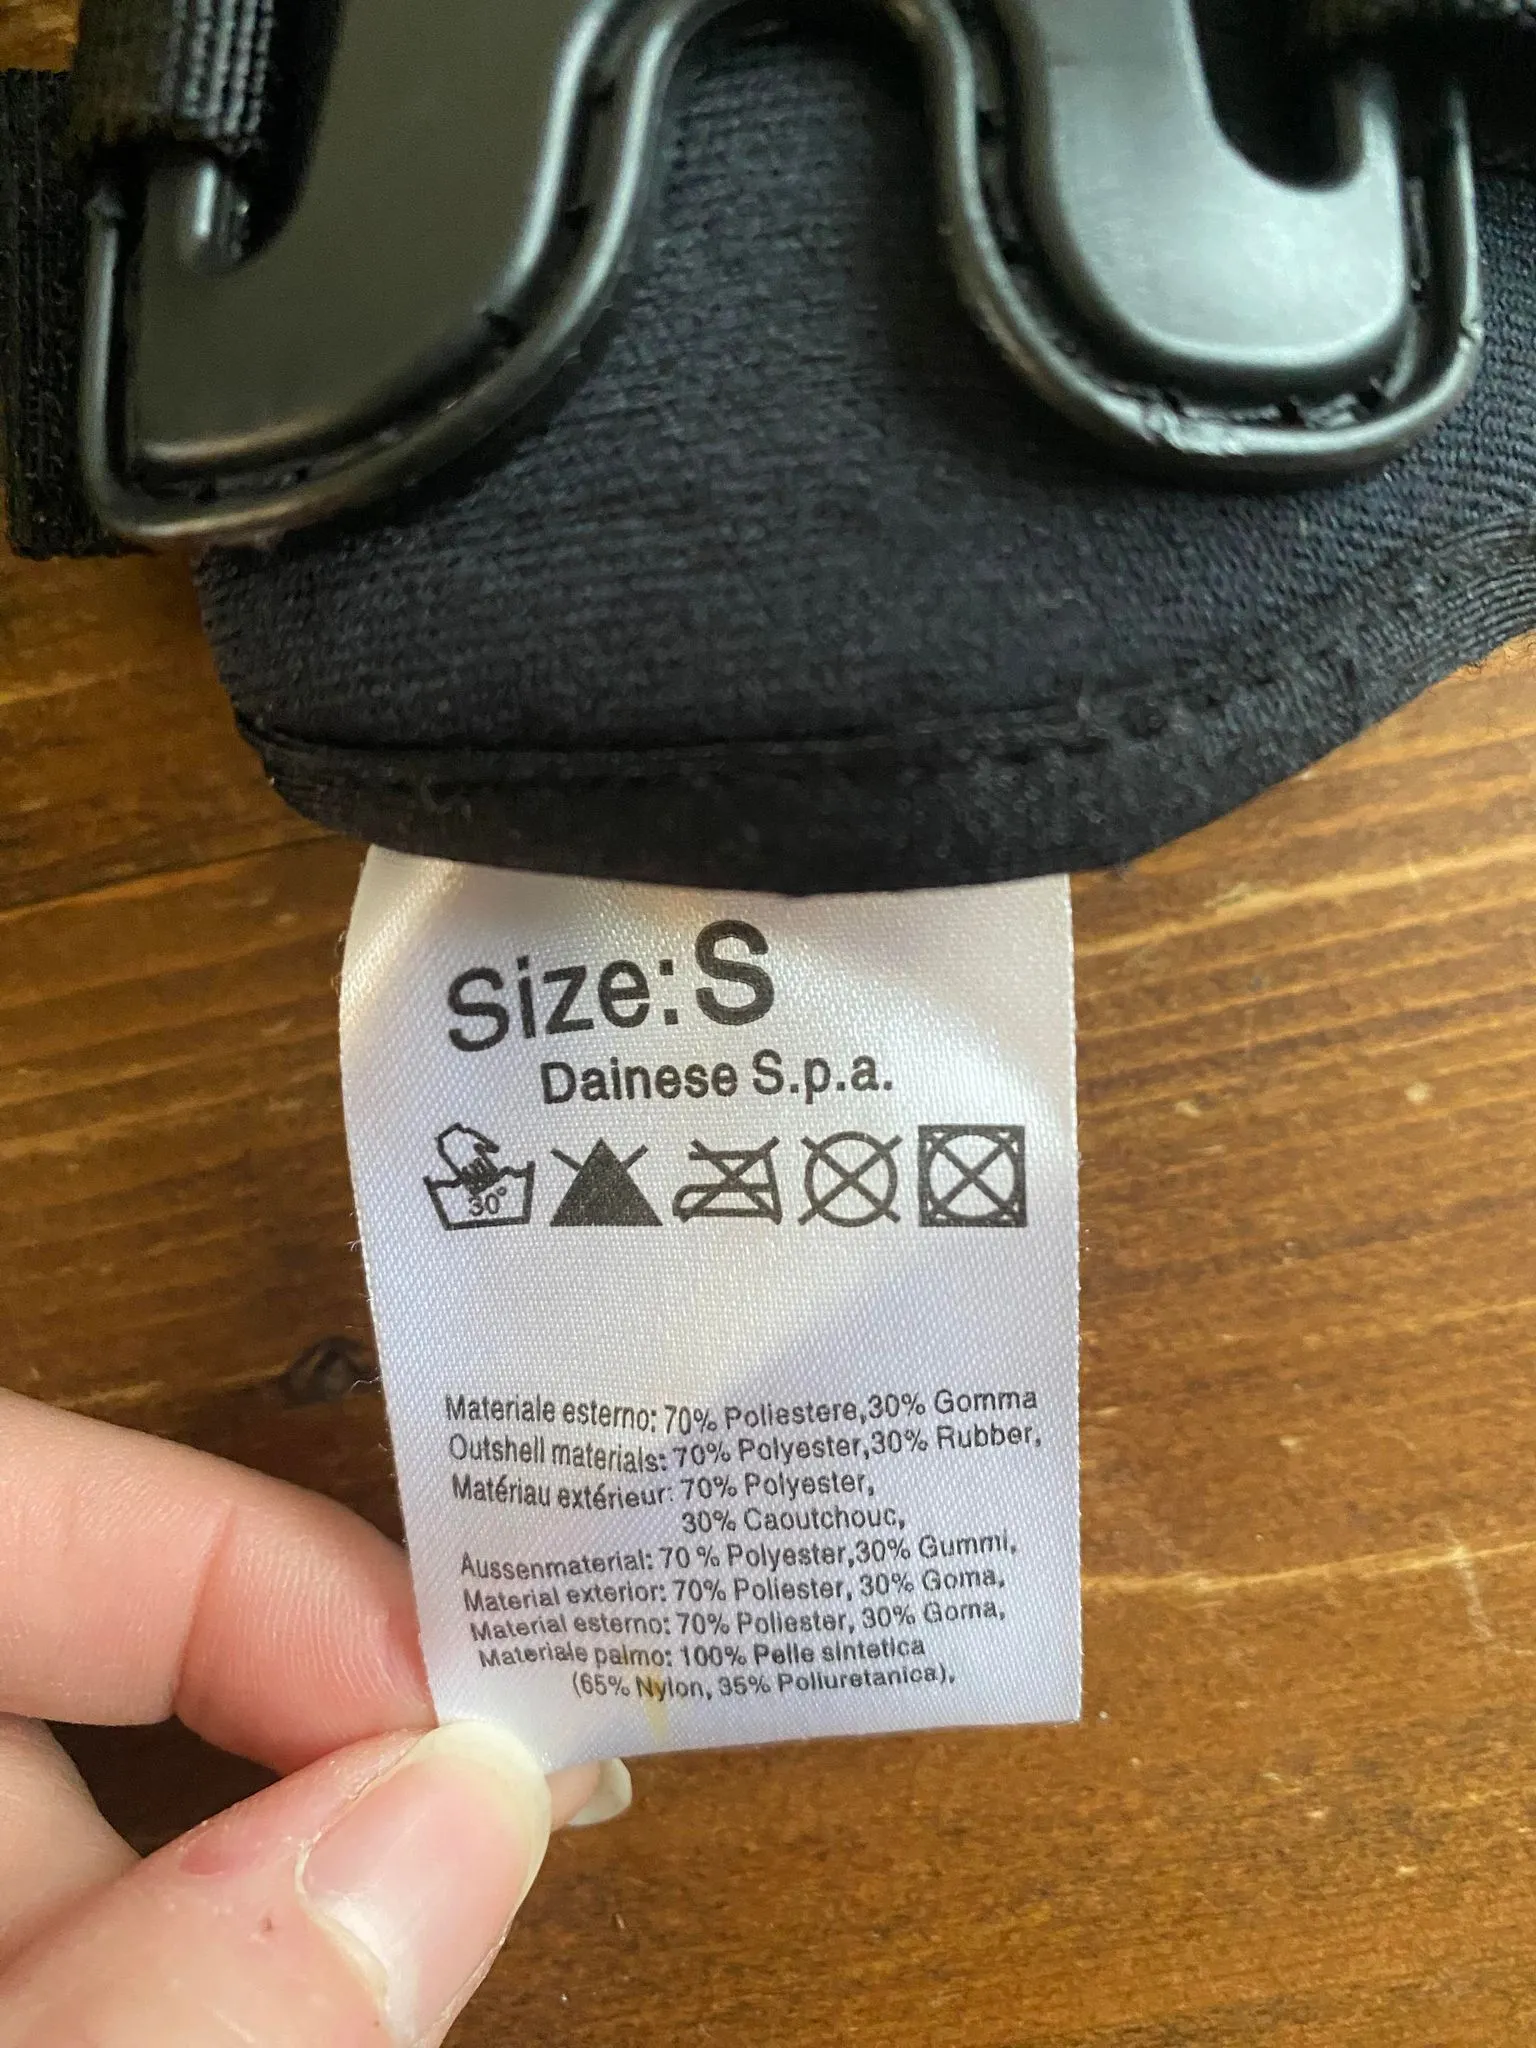 Size: S
Dainese S.p.a.
30°
Materiale esterno: 70% Poliestere,30% Gomma
Outshell materials: 70% Polyester,30% Rubber,
Matériau extérieur: 70% Polyester,
30% Caoutchouc,
Aussenmaterial: 70 % Polyester,30% Gummi,
Material exterior: 70% Poliester, 30% Goma,
Material esterno: 70% Poliester, 30% Goma,
Materiale palmo: 100% Pelle sintetica
(65% Nylon, 35% Poliuretanica),